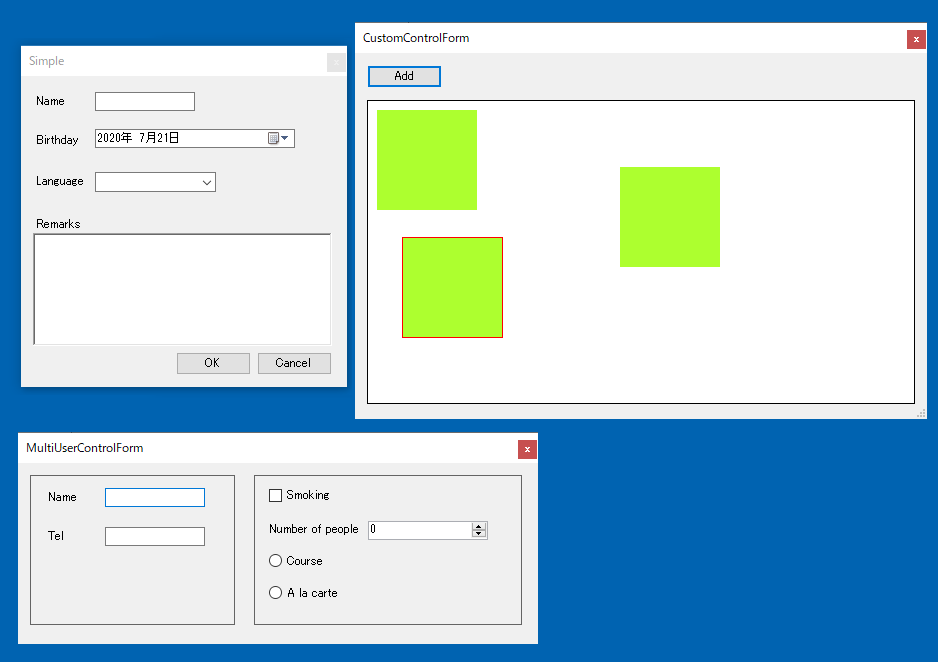 Simple
Name
Birthday
2020年 7月21日
Language
Remarks
OK
Cancel
CustomControlForm
x
Add
MultiUserControlForm
x
Name
Tel
Smoking
Number of people
0
Course
A la carte